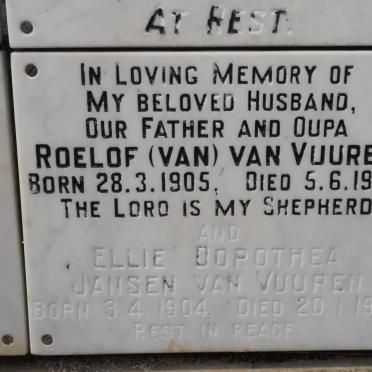 At Rest.
In Loving Memory of
My beloved Husband,
Our Father and Oupa
Roelof (Van) Van Vuure
Born 28.3.1905, Died 5.6.19
The Lord is my Shepherd
and
Ellie Dorothea
Jansen van Vuuren
Born 3.4.1904. Died 20.1.19
Rest in Peace.